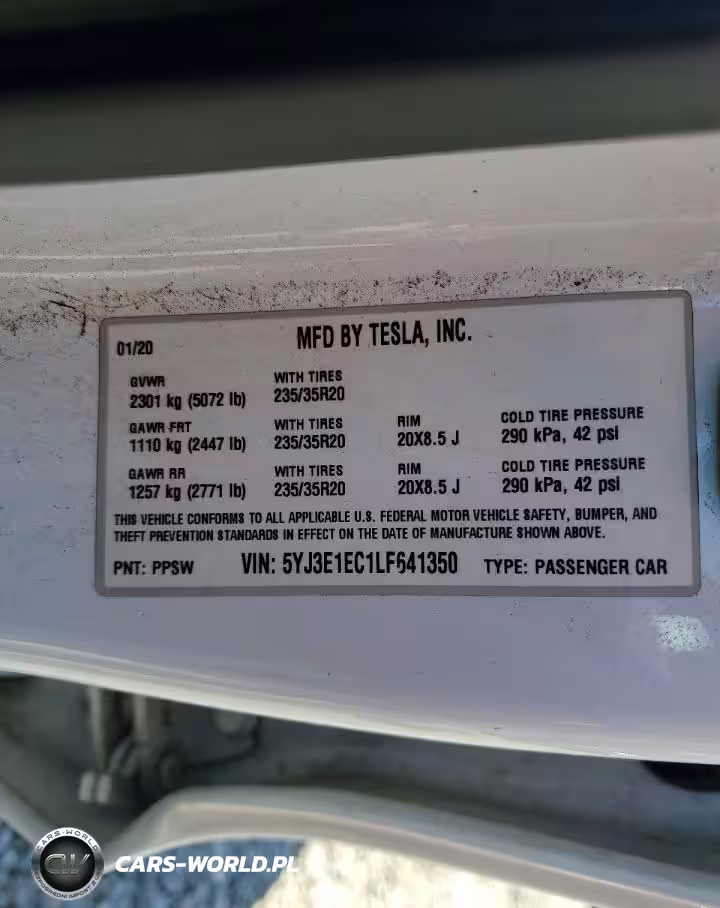 01/20
MFD BY TESLA, INC.
GVWR
2301 kg (5072 lb)
WITH TIRES
235/35R20
GAWR FRT
1110 kg (2447 lb)
WITH TIRES
235/35R20
RIM
20X8.5 J
COLD TIRE PRESSURE
290 kPa, 42 psi
GAWR RR
1257 kg (2771 lb)
WITH TIRES
235/35R20
RIM
20X8.5 J
COLD TIRE PRESSURE
290 kPa, 42 psi
THIS VEHICLE CONFORMS TO ALL APPLICABLE U.S. FEDERAL MOTOR VEHICLE SAFETY, BUMPER, AND
THEFT PREVENTION STANDARDS IN EFFECT ON THE DATE OF MANUFACTURE SHOWN ABOVE.
PNT: PPSW
VIN: 5YJ3E1EC1LF641350
TYPE: PASSENGER CAR
CARS-WORLD
CW
CARS-WORLD.PL